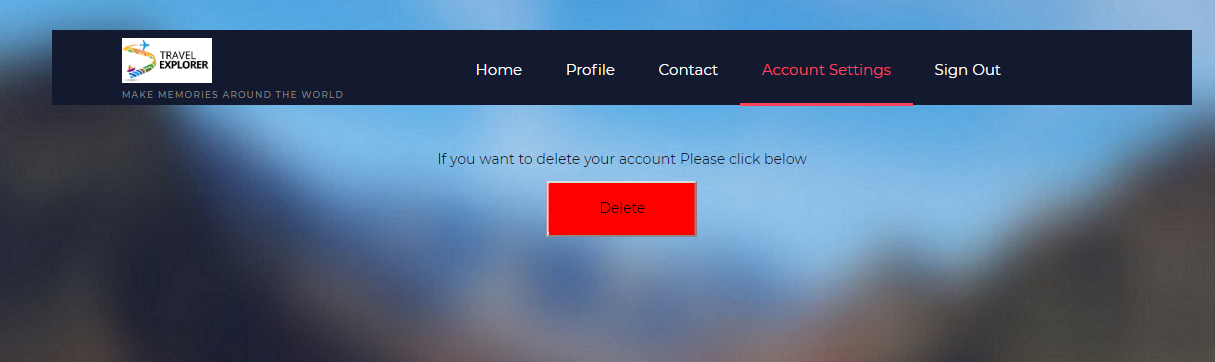 TRAVEL
EXPLORER
MAKE MEMORIES AROUND THE WORLD
Home Profile Contact Account Settings Sign Out
If you want to delete your account Please click below
Delete